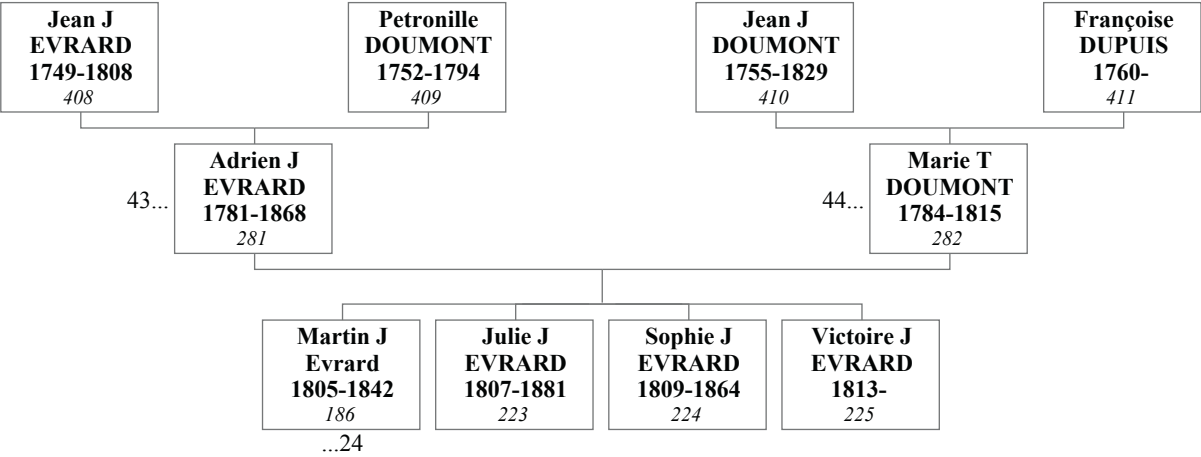 Jean J
EVRARD
1749-1808
408
Petronille
DOUMONT
1752-1794
409
Jean J
DOUMONT
1755-1829
410
Françoise
DUPUIS
1760-
411
43...
Adrien J
EVRARD
1781-1868
281
44...
Marie T
DOUMONT
1784-1815
282
Martin J
Evrard
1805-1842
186
...24
Julie J
EVRARD
1807-1881
223
Sophie J
EVRARD
1809-1864
224
Victoire J
EVRARD
1813-
225